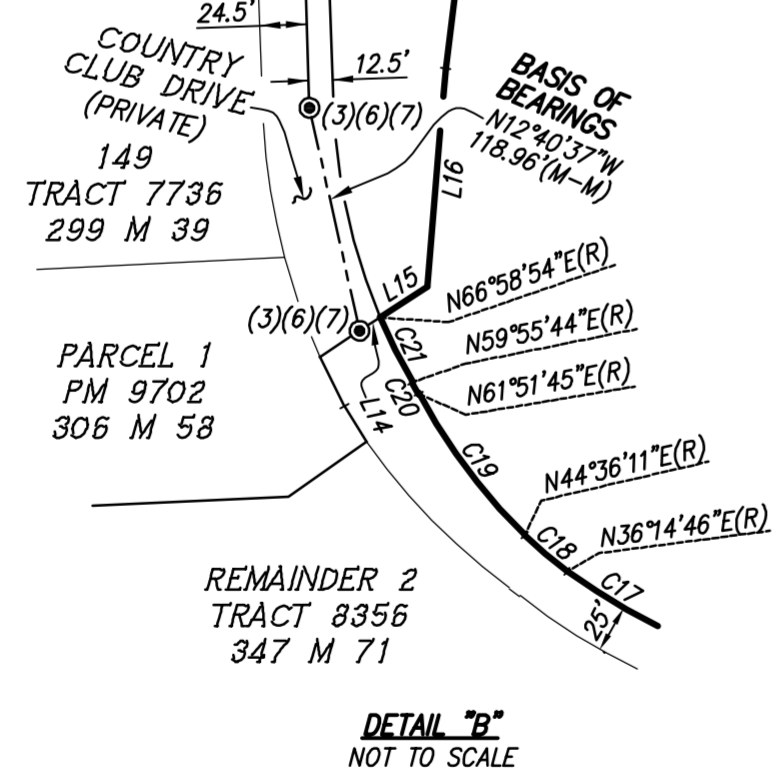 24.5'
12.5'
COUNTRY
CLUB DRIVE
(PRIVATE)
(3)(6)(7)
BASIS OF
BEARINGS
N12°40'37"W
118.96'(M-M)
149
TRACT 7736
299 M 39
L16
L15
N66°58'54"E(R)
(3)(6)(7)
C21
N59°55'44"E(R)
PARCEL 1
PM 9702
306 M 58
L14
C20
N61°51'45"E(R)
C19
N44°36'11"E(R)
C18
N36°14'46"E(R)
C17
25'
REMAINDER 2
TRACT 8356
347 M 71
DETAIL "B"
NOT TO SCALE